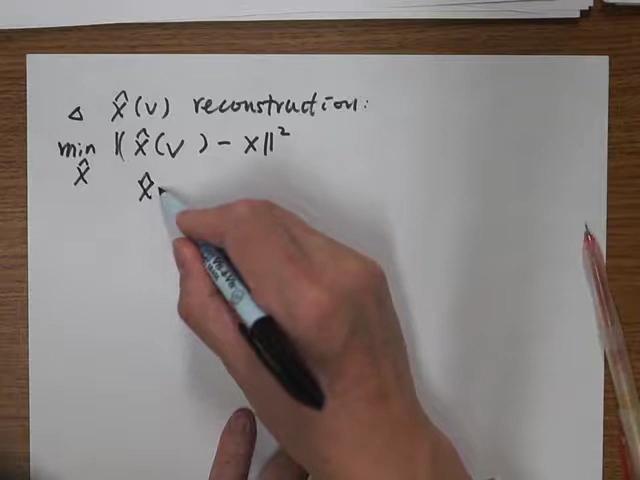 △ x̂(v) reconstruction:
min ‖x̂(v) - x‖²
x̂ x̂